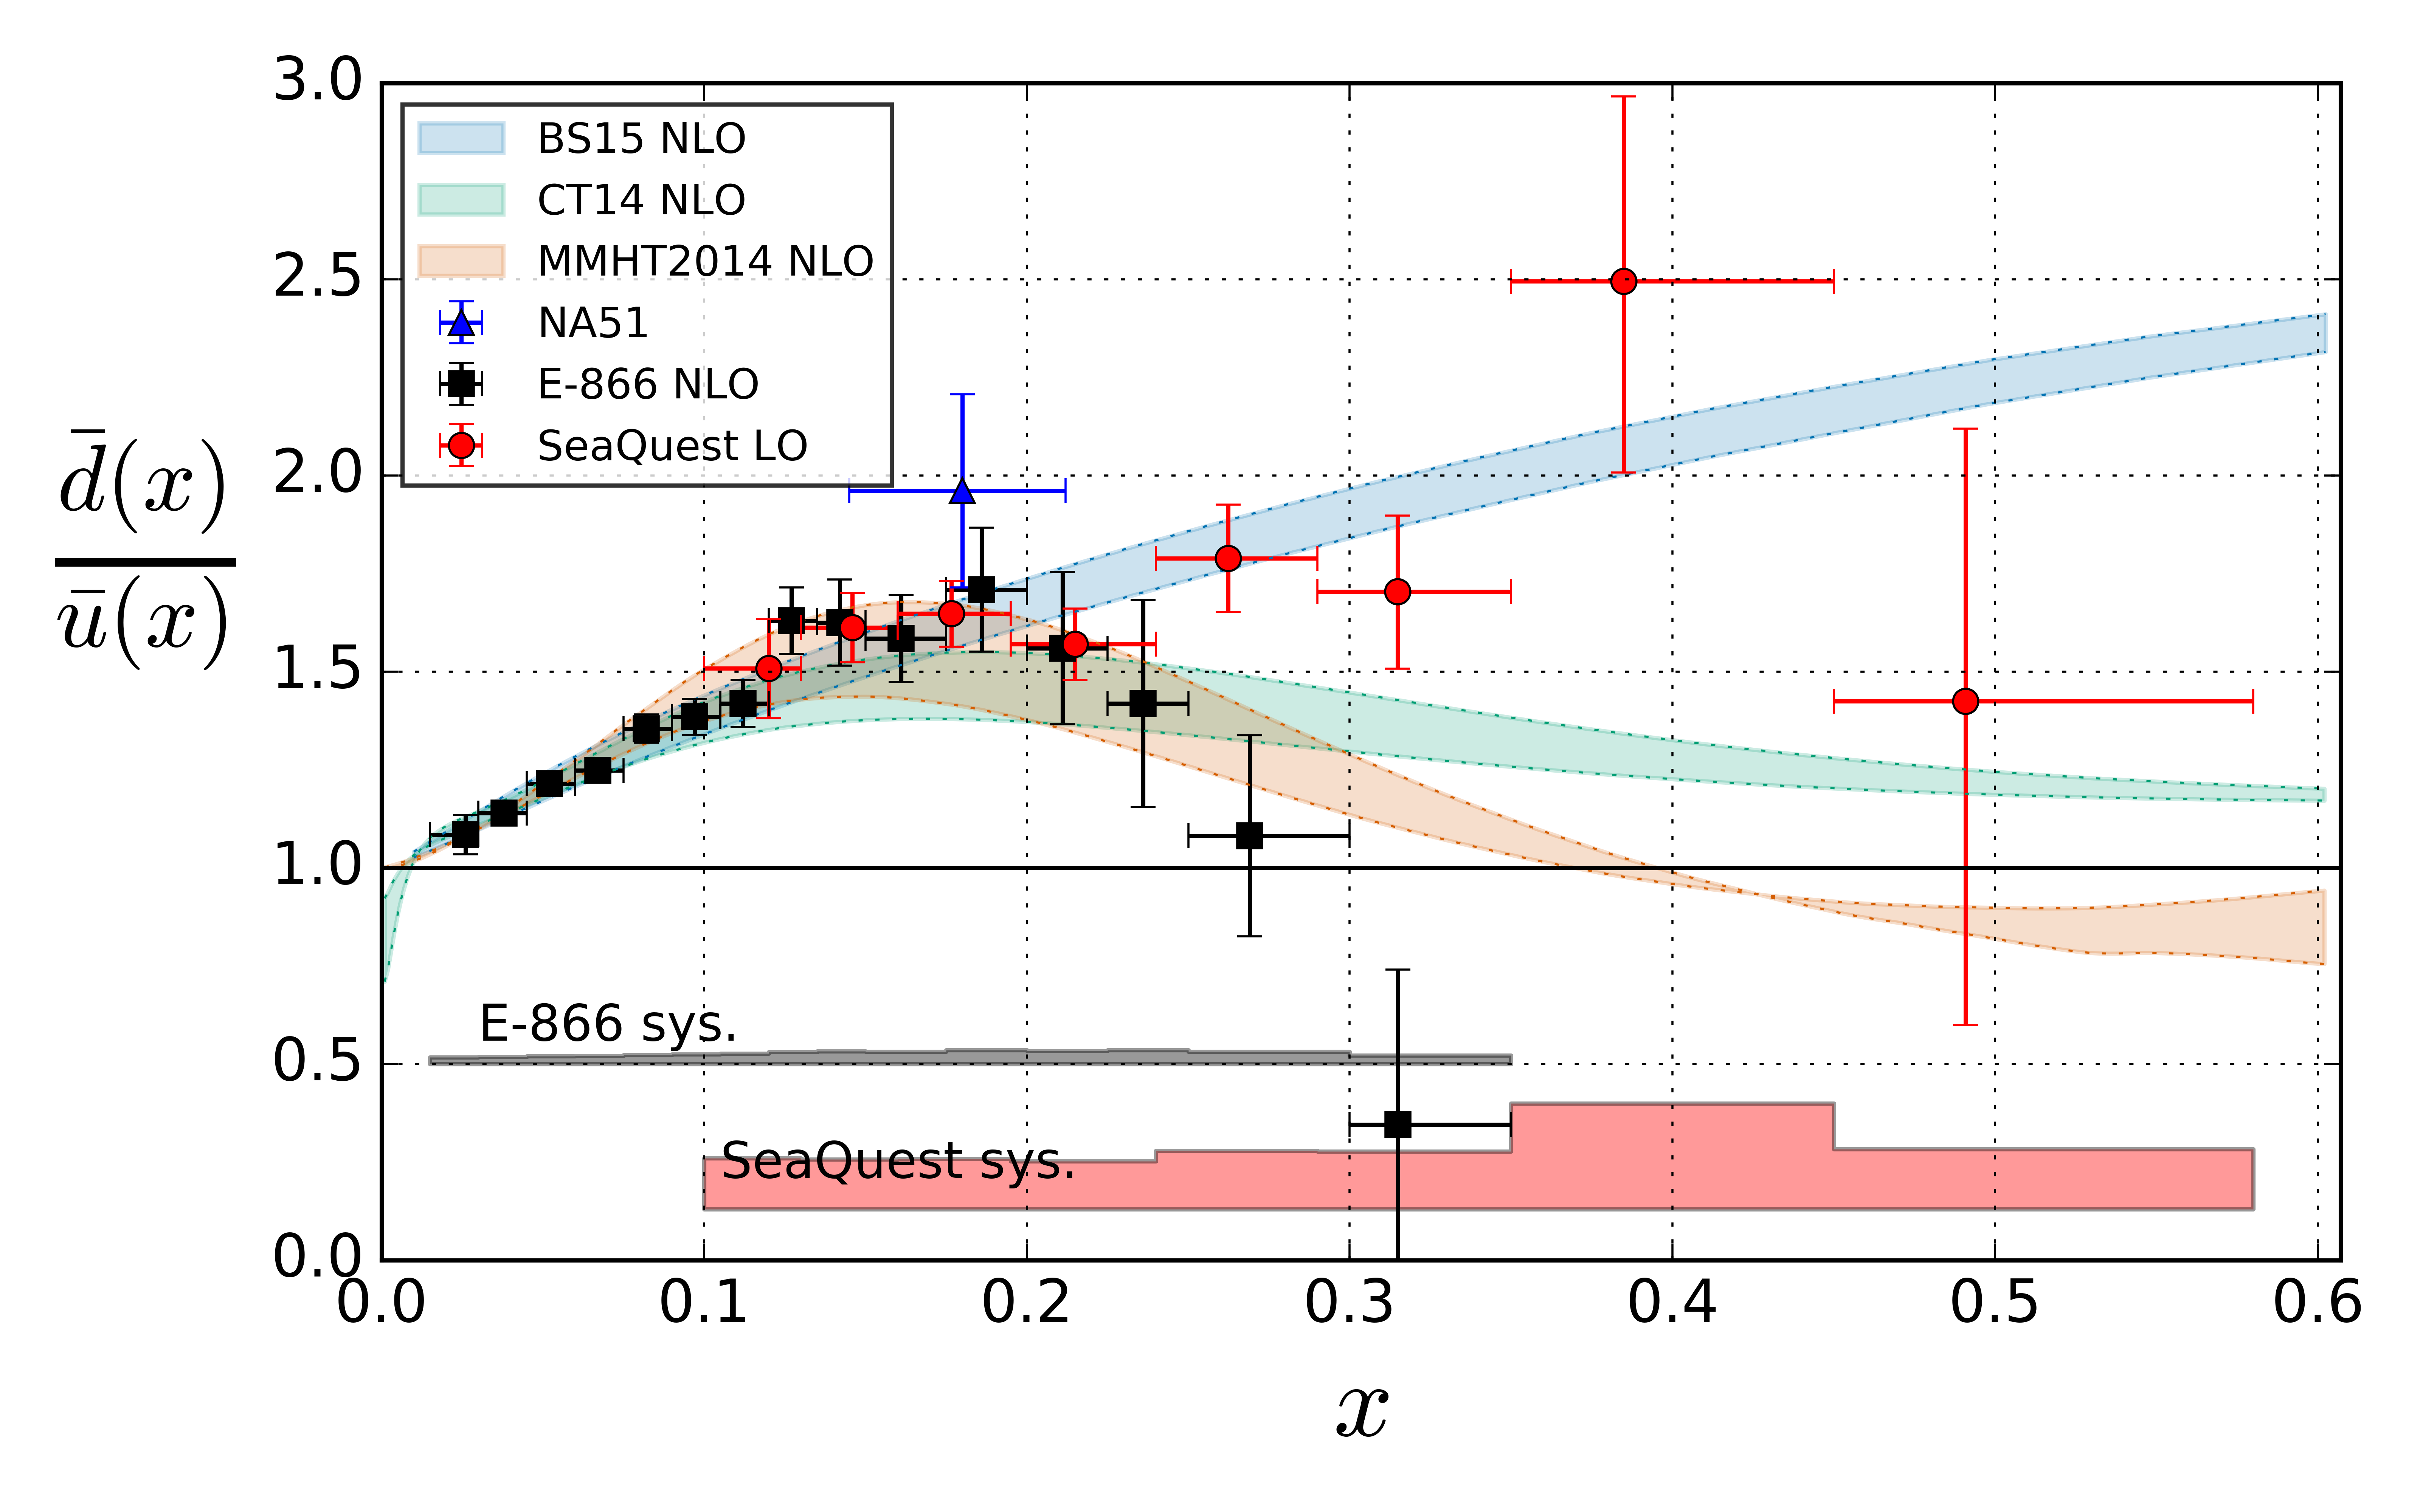 3.0
2.5
2.0
1.5
1.0
0.5
0.0
BS15 NLO
CT14 NLO
MMHT2014 NLO
NA51
E-866 NLO
SeaQuest LO
d̄(x)
ū(x)
E-866 sys.
SeaQuest sys.
0.0 0.1 0.2 0.3 0.4 0.5 0.6
x